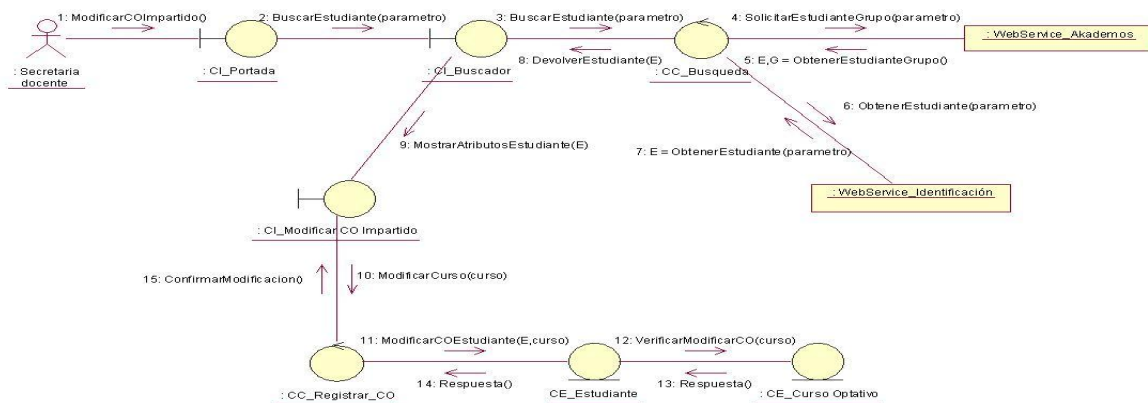 1: ModificarCOImpartido()
2: BuscarEstudiante(parametro)
3: BuscarEstudiante(parametro)
4: SolicitarEstudianteGrupo(parametro)
: Secretaria
docente
: CI_Portada
: CI_Buscador
8: DevolverEstudiante(E)
: CC_Busqueda
5: E,G = ObtenerEstudianteGrupo()
: WebService_Akademos
6: ObtenerEstudiante(parametro)
7: E = ObtenerEstudiante(parametro)
9: MostrarAtributosEstudiante(E)
: WebService_Identificación
: CI_Modificar CO Impartido
15: ConfirmarModificacion()
10: ModificarCurso(curso)
11: ModificarCOEstudiante(E,curso)
12: VerificarModificarCO(curso)
14: Respuesta()
13: Respuesta()
: CC_Registrar_CO
CE_Estudiante
: CE_Curso Optativo